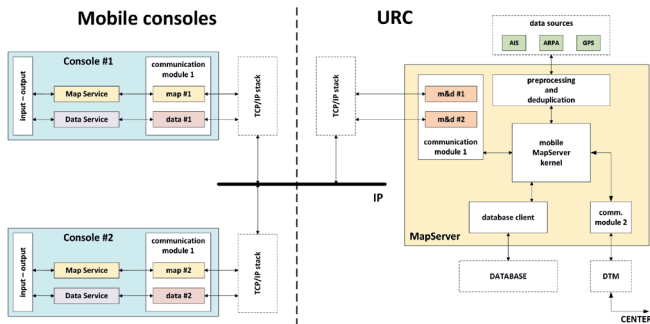 Mobile consoles
URC
Console #1
input – output
Map Service
Data Service
communication
module 1
map #1
data #1
TCP/IP stack
Console #2
input – output
Map Service
Data Service
communication
module 1
map #2
data #2
TCP/IP stack
IP
TCP/IP stack
data sources
AIS
ARPA
GPS
preprocessing
and
deduplication
m&d #1
m&d #2
communication
module 1
mobile
MapServer
kernel
database client
comm.
module 2
MapServer
DATABASE
DTM
CENTER